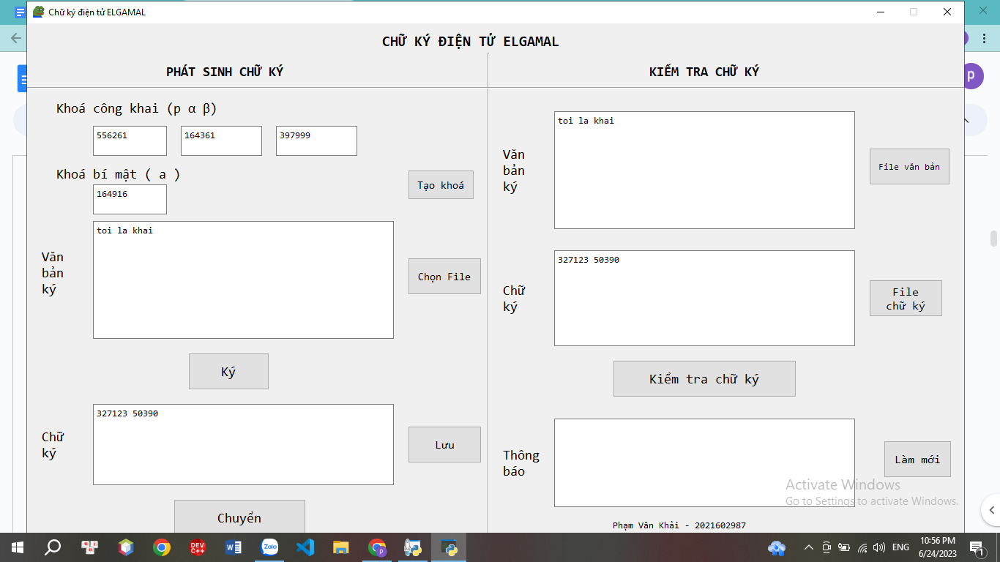 Chữ ký điện tử ELGAMAL
CHỮ KÝ ĐIỆN TỬ ELGAMAL
PHÁT SINH CHỮ KÝ
KIỂM TRA CHỮ KÝ
Khoá công khai (p α β)
556261
164361
397999
Khoá bí mật ( a )
164916
Tạo khoá
Văn
bản
ký
toi la khai
Chọn File
Ký
Chữ
ký
327123 50390
Lưu
Chuyển
Văn
bản
ký
toi la khai
File văn bản
Chữ
ký
327123 50390
File
chữ ký
Kiểm tra chữ ký
Thông
báo
Làm mới
Activate Windows
Go to Settings to activate Windows.
Phạm Văn Khải - 2021602987
p
DEV
C++
Zalo
p
ENG
10:56 PM
6/24/2023
1